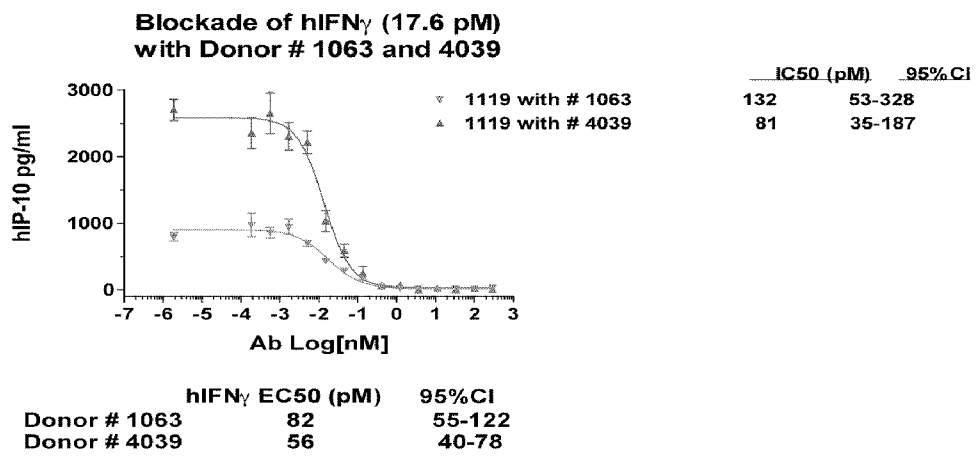 Blockade of hIFNγ (17.6 pM)
with Donor # 1063 and 4039
IC50 (pM) 95%CI
1119 with # 1063 132 53-328
1119 with # 4039 81 35-187
hIP-10 pg/ml
3000
2000
1000
0
-7 -6 -5 -4 -3 -2 -1 0 1 2 3
Ab Log[nM]
hIFNγ EC50 (pM) 95%CI
Donor # 1063 82 55-122
Donor # 4039 56 40-78